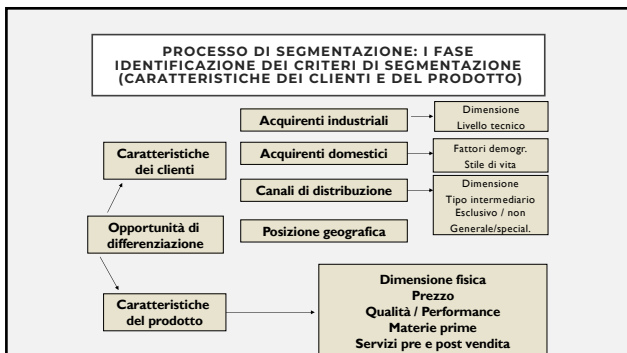 PROCESSO DI SEGMENTAZIONE: I FASE
IDENTIFICAZIONE DEI CRITERI DI SEGMENTAZIONE
(CARATTERISTICHE DEI CLIENTI E DEL PRODOTTO)
Acquirenti industriali
Dimensione
Livello tecnico
Caratteristiche
dei clienti
Acquirenti domestici
Fattori demogr.
Stile di vita
Canali di distribuzione
Dimensione
Tipo intermediario
Esclusivo / non
Generale/special.
Opportunità di
differenziazione
Posizione geografica
Caratteristiche
del prodotto
Dimensione fisica
Prezzo
Qualità / Performance
Materie prime
Servizi pre e post vendita